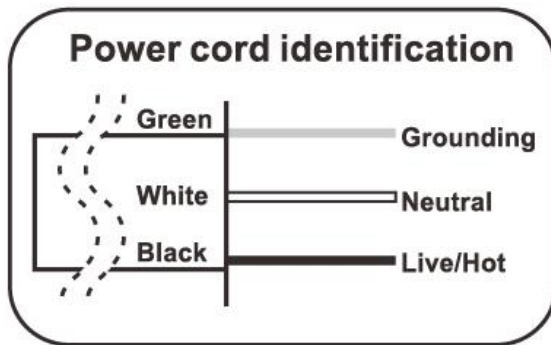 Power cord identification
Green
Grounding
White
Neutral
Black
Live/Hot